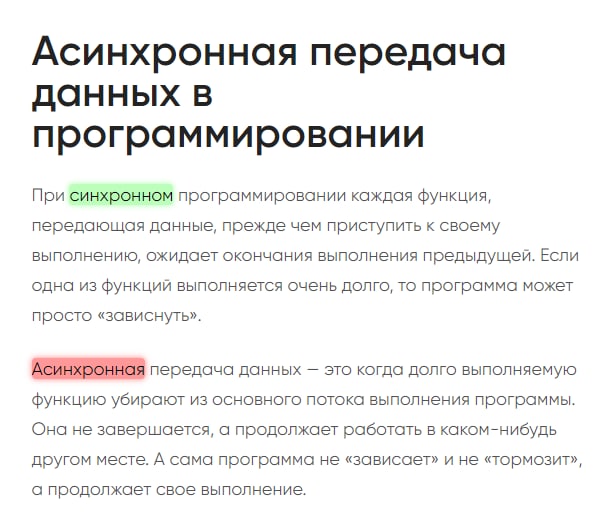 Асинхронная передача
данных в
программировании
При синхронном программировании каждая функция,
передающая данные, прежде чем приступить к своему
выполнению, ожидает окончания выполнения предыдущей. Если
одна из функций выполняется очень долго, то программа может
просто «зависнуть».
Асинхронная передача данных — это когда долго выполняемую
функцию убирают из основного потока выполнения программы.
Она не завершается, а продолжает работать в каком-нибудь
другом месте. А сама программа не «зависает» и не «тормозит»,
а продолжает свое выполнение.